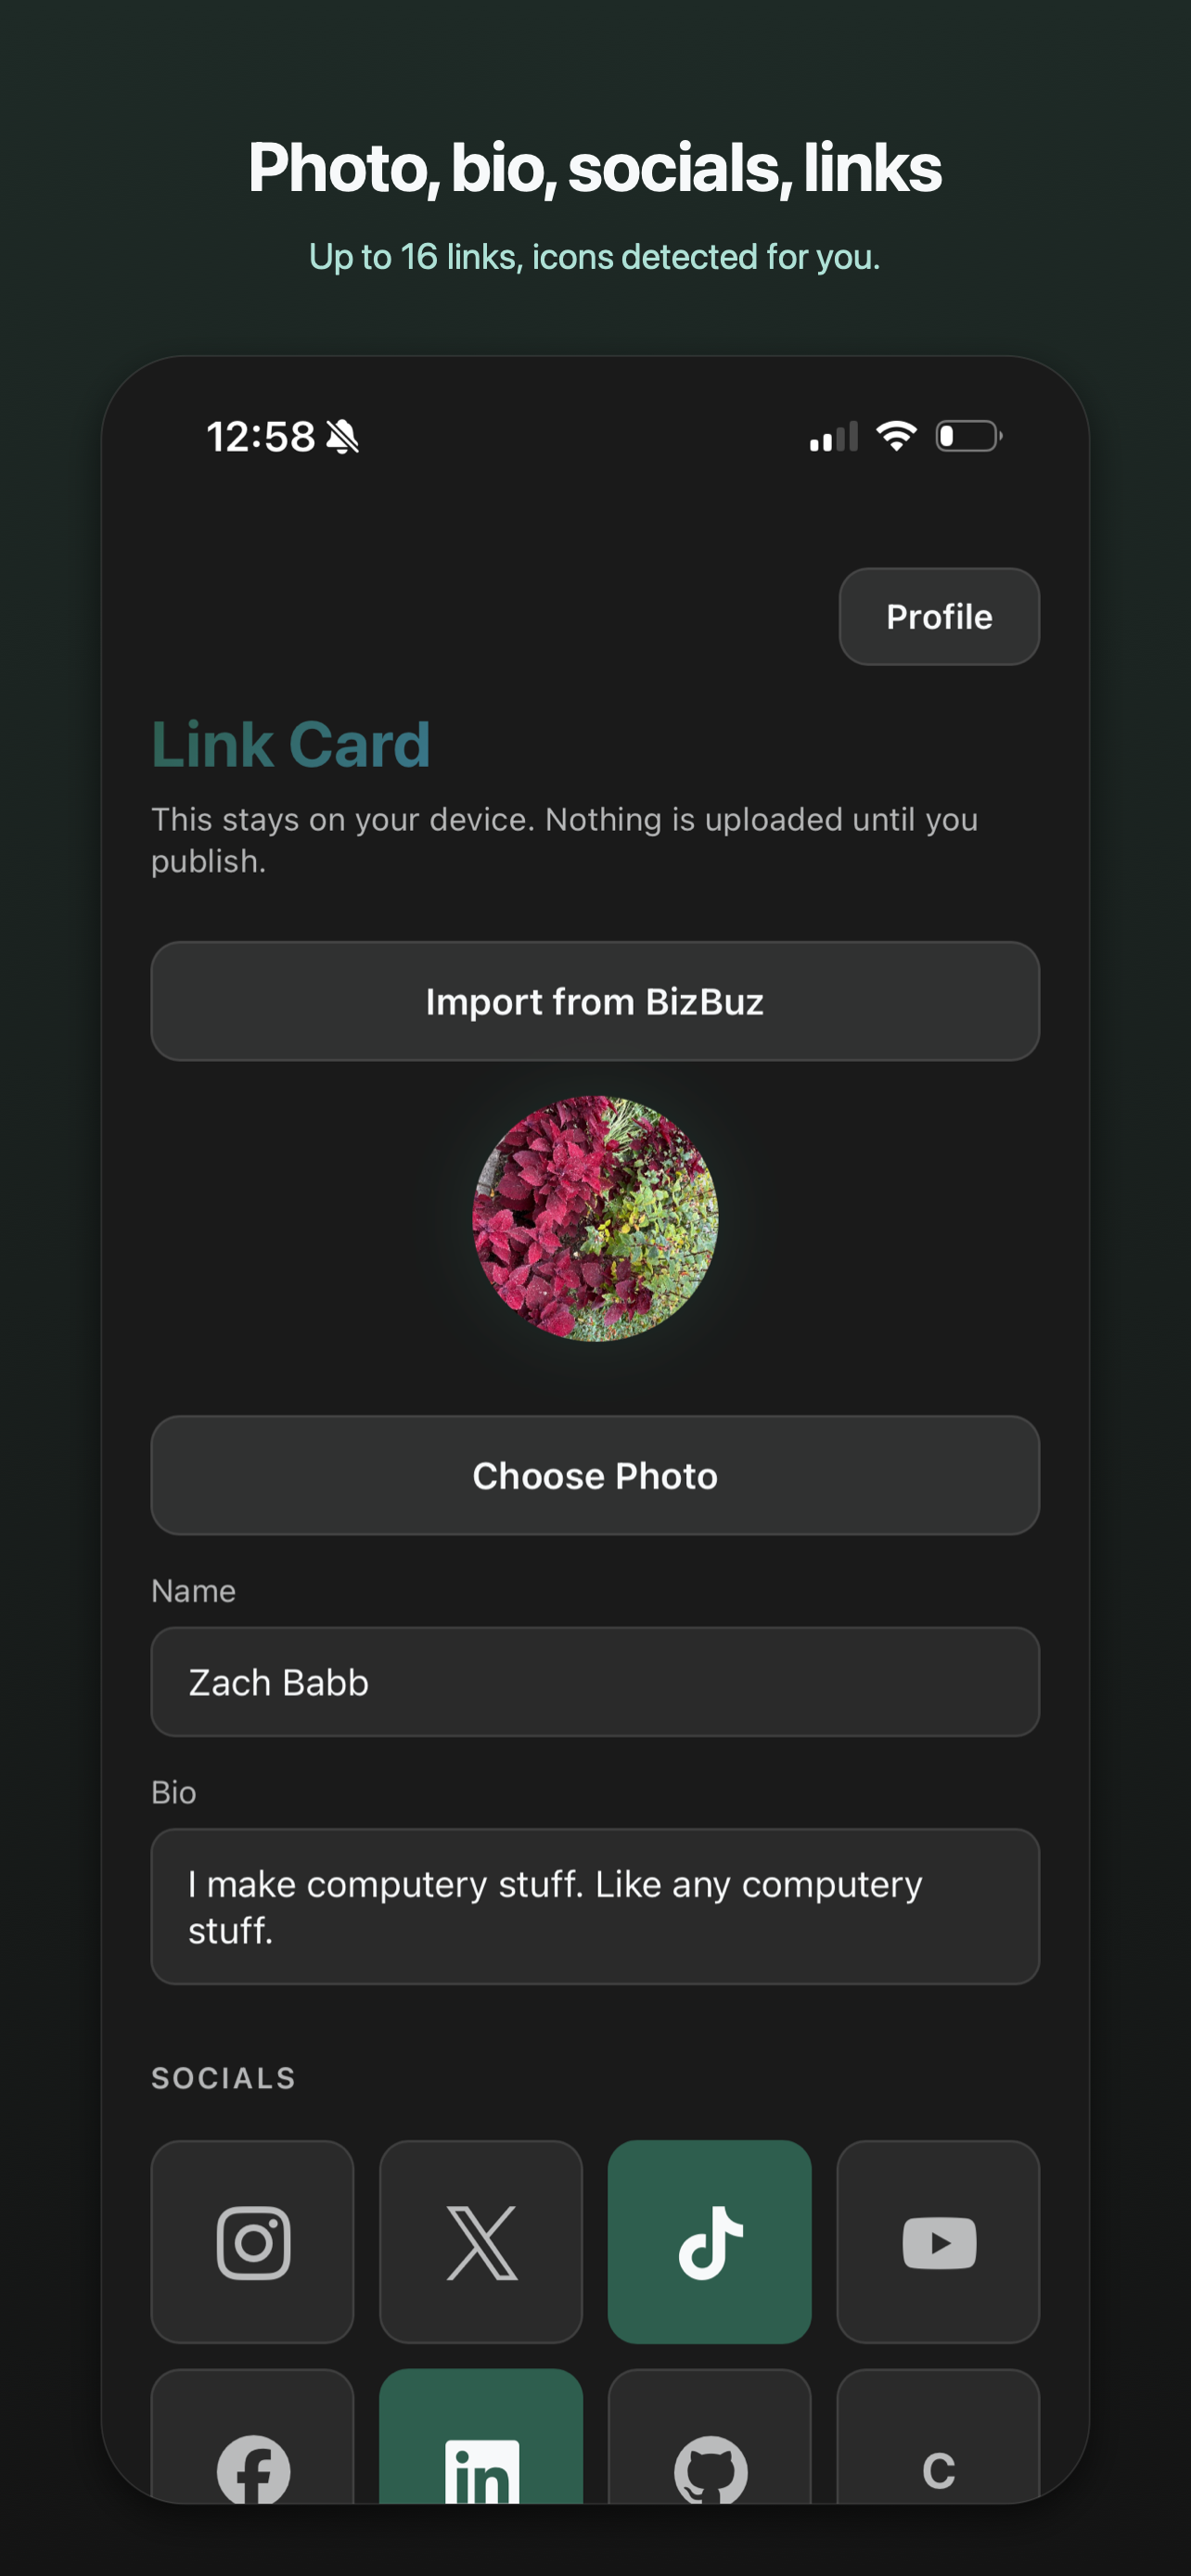 Photo, bio, socials, links
Up to 16 links, icons detected for you.
12:58
Profile
Link Card
This stays on your device. Nothing is uploaded until you
publish.
Import from BizBuz
Choose Photo
Name
Zach Babb
Bio
I make computery stuff. Like any computery
stuff.
SOCIALS
in
C